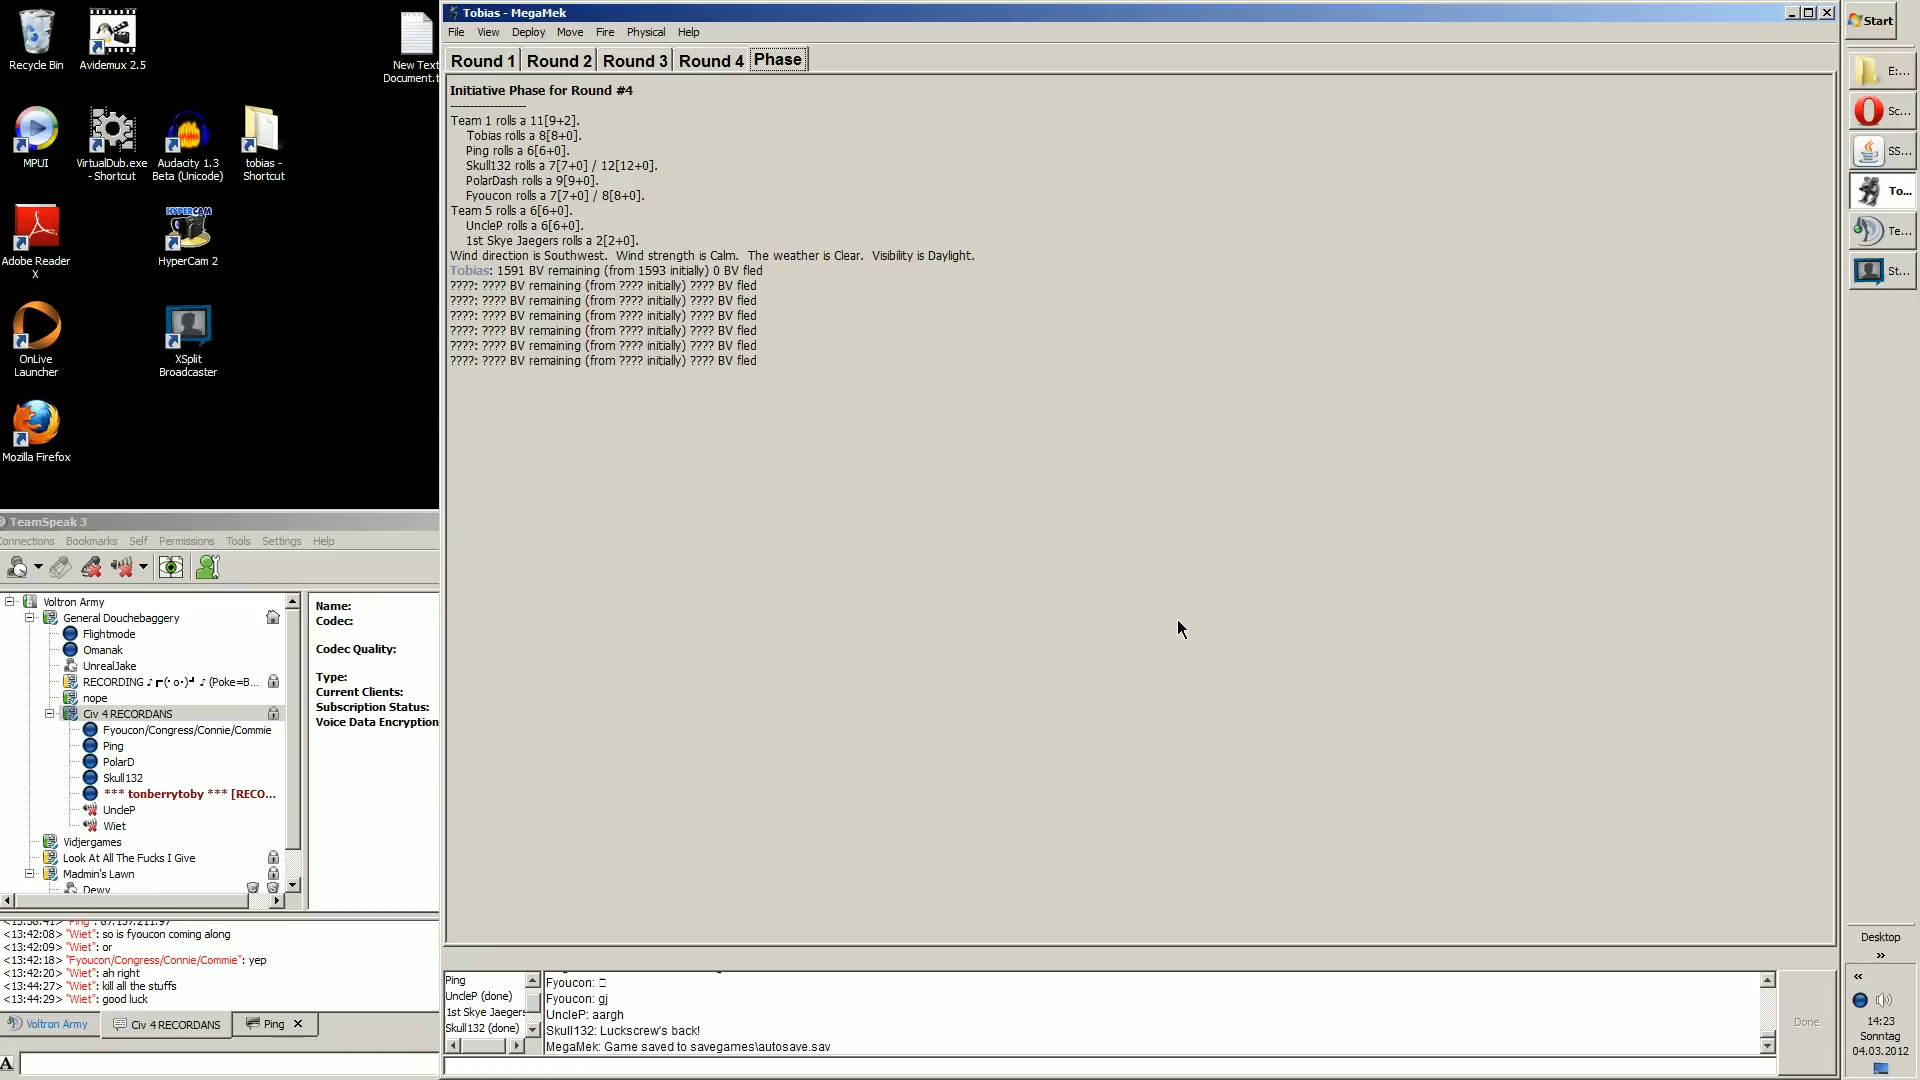 Recycle Bin
Avidemux 2.5
New Text
Document.t
MPUI
VirtualDub.exe
- Shortcut
Audacity 1.3
Beta (Unicode)
tobias -
Shortcut
Adobe Reader
X
HyperCam 2
OnLive
Launcher
XSplit
Broadcaster
Mozilla Firefox
Tobias - MegaMek
File View Deploy Move Fire Physical Help
Round 1 Round 2 Round 3 Round 4 Phase
Initiative Phase for Round #4
-------------------
Team 1 rolls a 11[9+2].
Tobias rolls a 8[8+0].
Ping rolls a 6[6+0].
Skull132 rolls a 7[7+0] / 12[12+0].
PolarDash rolls a 9[9+0].
Fyoucon rolls a 7[7+0] / 8[8+0].
Team 5 rolls a 6[6+0].
UncleP rolls a 6[6+0].
1st Skye Jaegers rolls a 2[2+0].
Wind direction is Southwest. Wind strength is Calm. The weather is Clear. Visibility is Daylight.
Tobias: 1591 BV remaining (from 1593 initially) 0 BV fled
????: ???? BV remaining (from ???? initially) ???? BV fled
????: ???? BV remaining (from ???? initially) ???? BV fled
????: ???? BV remaining (from ???? initially) ???? BV fled
????: ???? BV remaining (from ???? initially) ???? BV fled
????: ???? BV remaining (from ???? initially) ???? BV fled
????: ???? BV remaining (from ???? initially) ???? BV fled
TeamSpeak 3
onnections Bookmarks Self Permissions Tools Settings Help
Voltron Army
General Douchebaggery
Flightmode
Omanak
UnrealJake
RECORDING ♪┏(・o･)┛♪ (Poke=B...
nope
Civ 4 RECORDANS
Fyoucon/Congress/Connie/Commie
Ping
PolarD
Skull132
*** tonberrytoby *** [RECO...
UncleP
Wiet
Vidjergames
Look At All The Fucks I Give
Madmin's Lawn
Dewy
Name:
Codec:
Codec Quality:
Type:
Current Clients:
Subscription Status:
Voice Data Encryption
<13:42:08> "Wiet": so is fyoucon coming along
<13:42:09> "Wiet": or
<13:42:18> "Fyoucon/Congress/Connie/Commie": yep
<13:42:20> "Wiet": ah right
<13:44:27> "Wiet": kill all the stuffs
<13:44:29> "Wiet": good luck
Voltron Army Civ 4 RECORDANS Ping
A
Ping
UncleP (done)
1st Skye Jaegers
Skull132 (done)
Fyoucon: □
Fyoucon: gj
UncleP: aargh
Skull132: Luckscrew's back!
MegaMek: Game saved to savegames\autosave.sav
Done
Start
E:...
Sc...
SS...
To...
Te...
St...
Desktop
14:23
Sonntag
04.03.2012